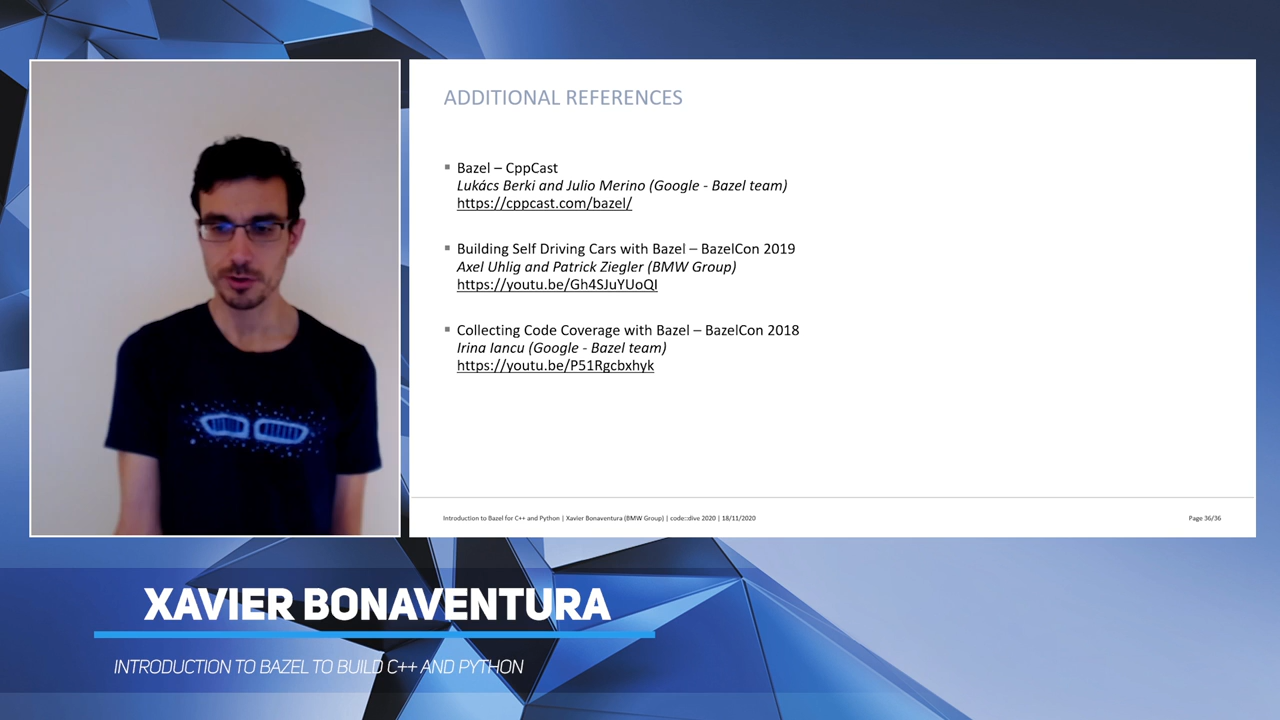 ADDITIONAL REFERENCES
Bazel – CppCast
Lukács Berki and Julio Merino (Google - Bazel team)
https://cppcast.com/bazel/
Building Self Driving Cars with Bazel – BazelCon 2019
Axel Uhlig and Patrick Ziegler (BMW Group)
https://youtu.be/Gh4SJuYUoQI
Collecting Code Coverage with Bazel – BazelCon 2018
Irina Iancu (Google - Bazel team)
https://youtu.be/P51Rgcbxhyk
Introduction to Bazel for C++ and Python | Xavier Bonaventura (BMW Group) | code::dive 2020 | 18/11/2020
Page 36/36
XAVIER BONAVENTURA
INTRODUCTION TO BAZEL TO BUILD C++ AND PYTHON